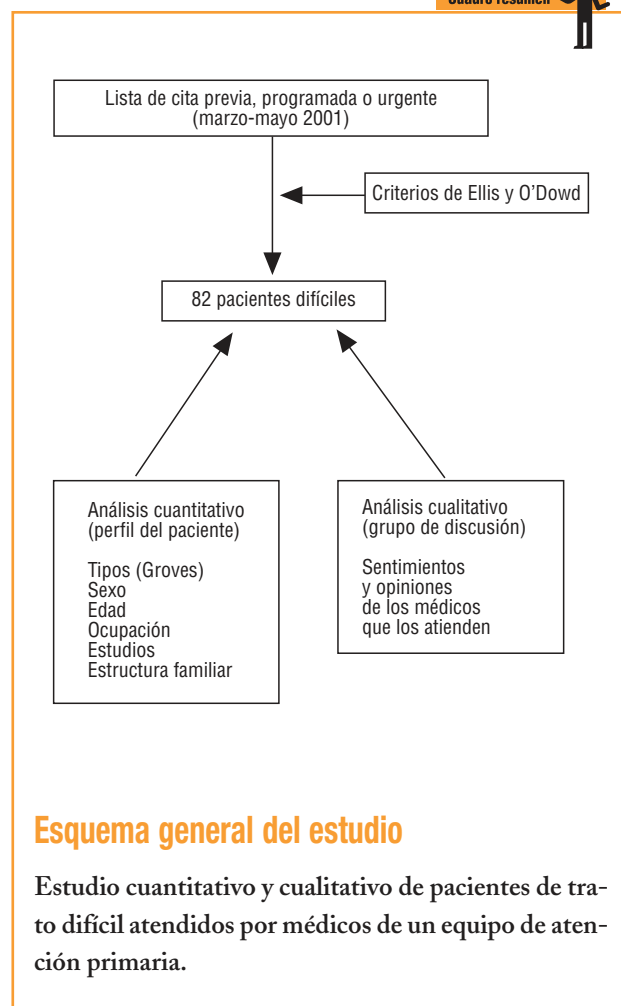 Cuadro resumen
Lista de cita previa, programada o urgente
(marzo-mayo 2001)
Criterios de Ellis y O'Dowd
82 pacientes difíciles
Análisis cuantitativo
(perfil del paciente)
Tipos (Groves)
Sexo
Edad
Ocupación
Estudios
Estructura familiar
Análisis cualitativo
(grupo de discusión)
Sentimientos
y opiniones
de los médicos
que los atienden
Esquema general del estudio
Estudio cuantitativo y cualitativo de pacientes de tra-
to difícil atendidos por médicos de un equipo de aten-
ción primaria.